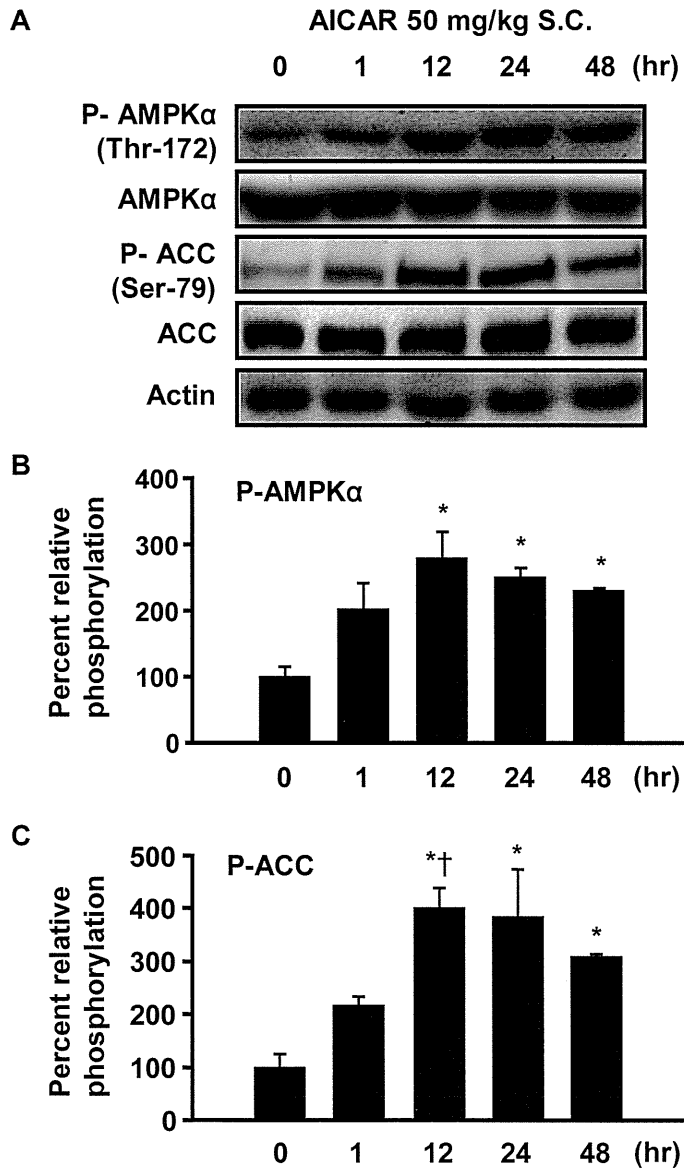 A
AICAR 50 mg/kg S.C.
0 1 12 24 48 (hr)
P- AMPKα
(Thr-172)
AMPKα
P- ACC
(Ser-79)
ACC
Actin
B
P-AMPKα
Percent relative
phosphorylation
400
300
200
100
0
* * *
0 1 12 24 48 (hr)
C
P-ACC
Percent relative
phosphorylation
500
400
300
200
100
0
*† * *
0 1 12 24 48 (hr)